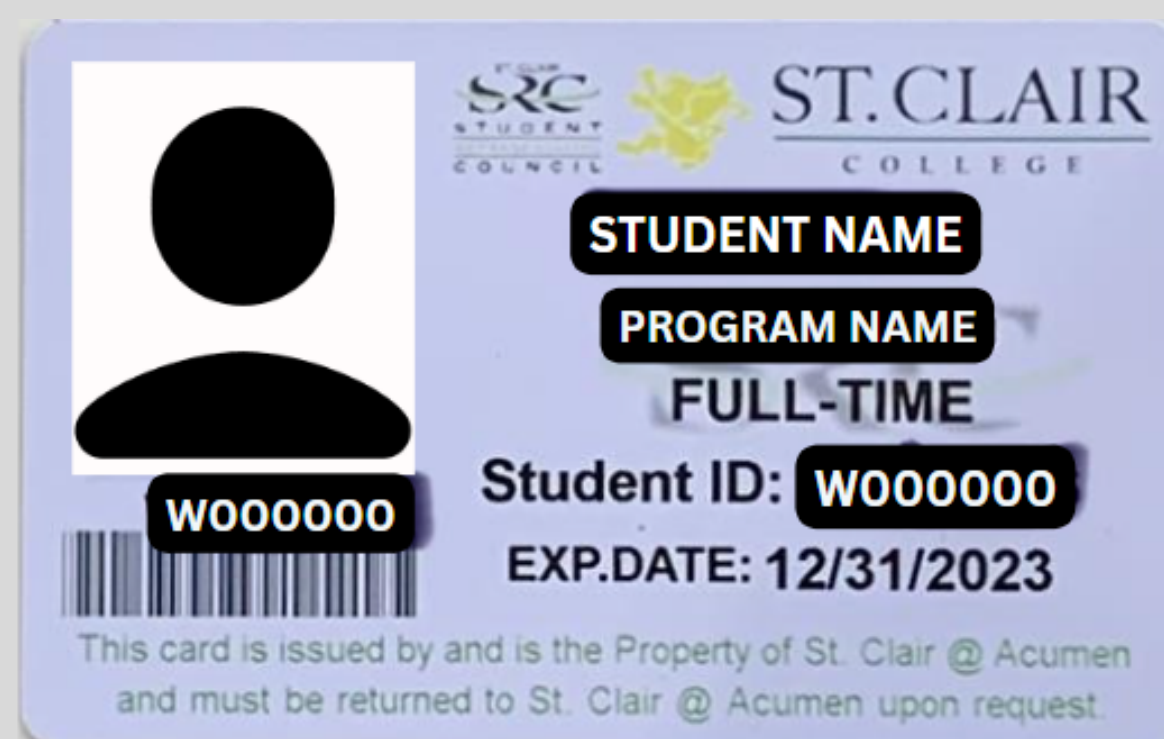 ST. CLAIR
SRC
STUDENT
COUNCIL
ST. CLAIR
COLLEGE
STUDENT NAME
PROGRAM NAME
FULL-TIME
Student ID: W000000
W000000
EXP.DATE: 12/31/2023
This card is issued by and is the Property of St. Clair @ Acumen
and must be returned to St. Clair @ Acumen upon request.